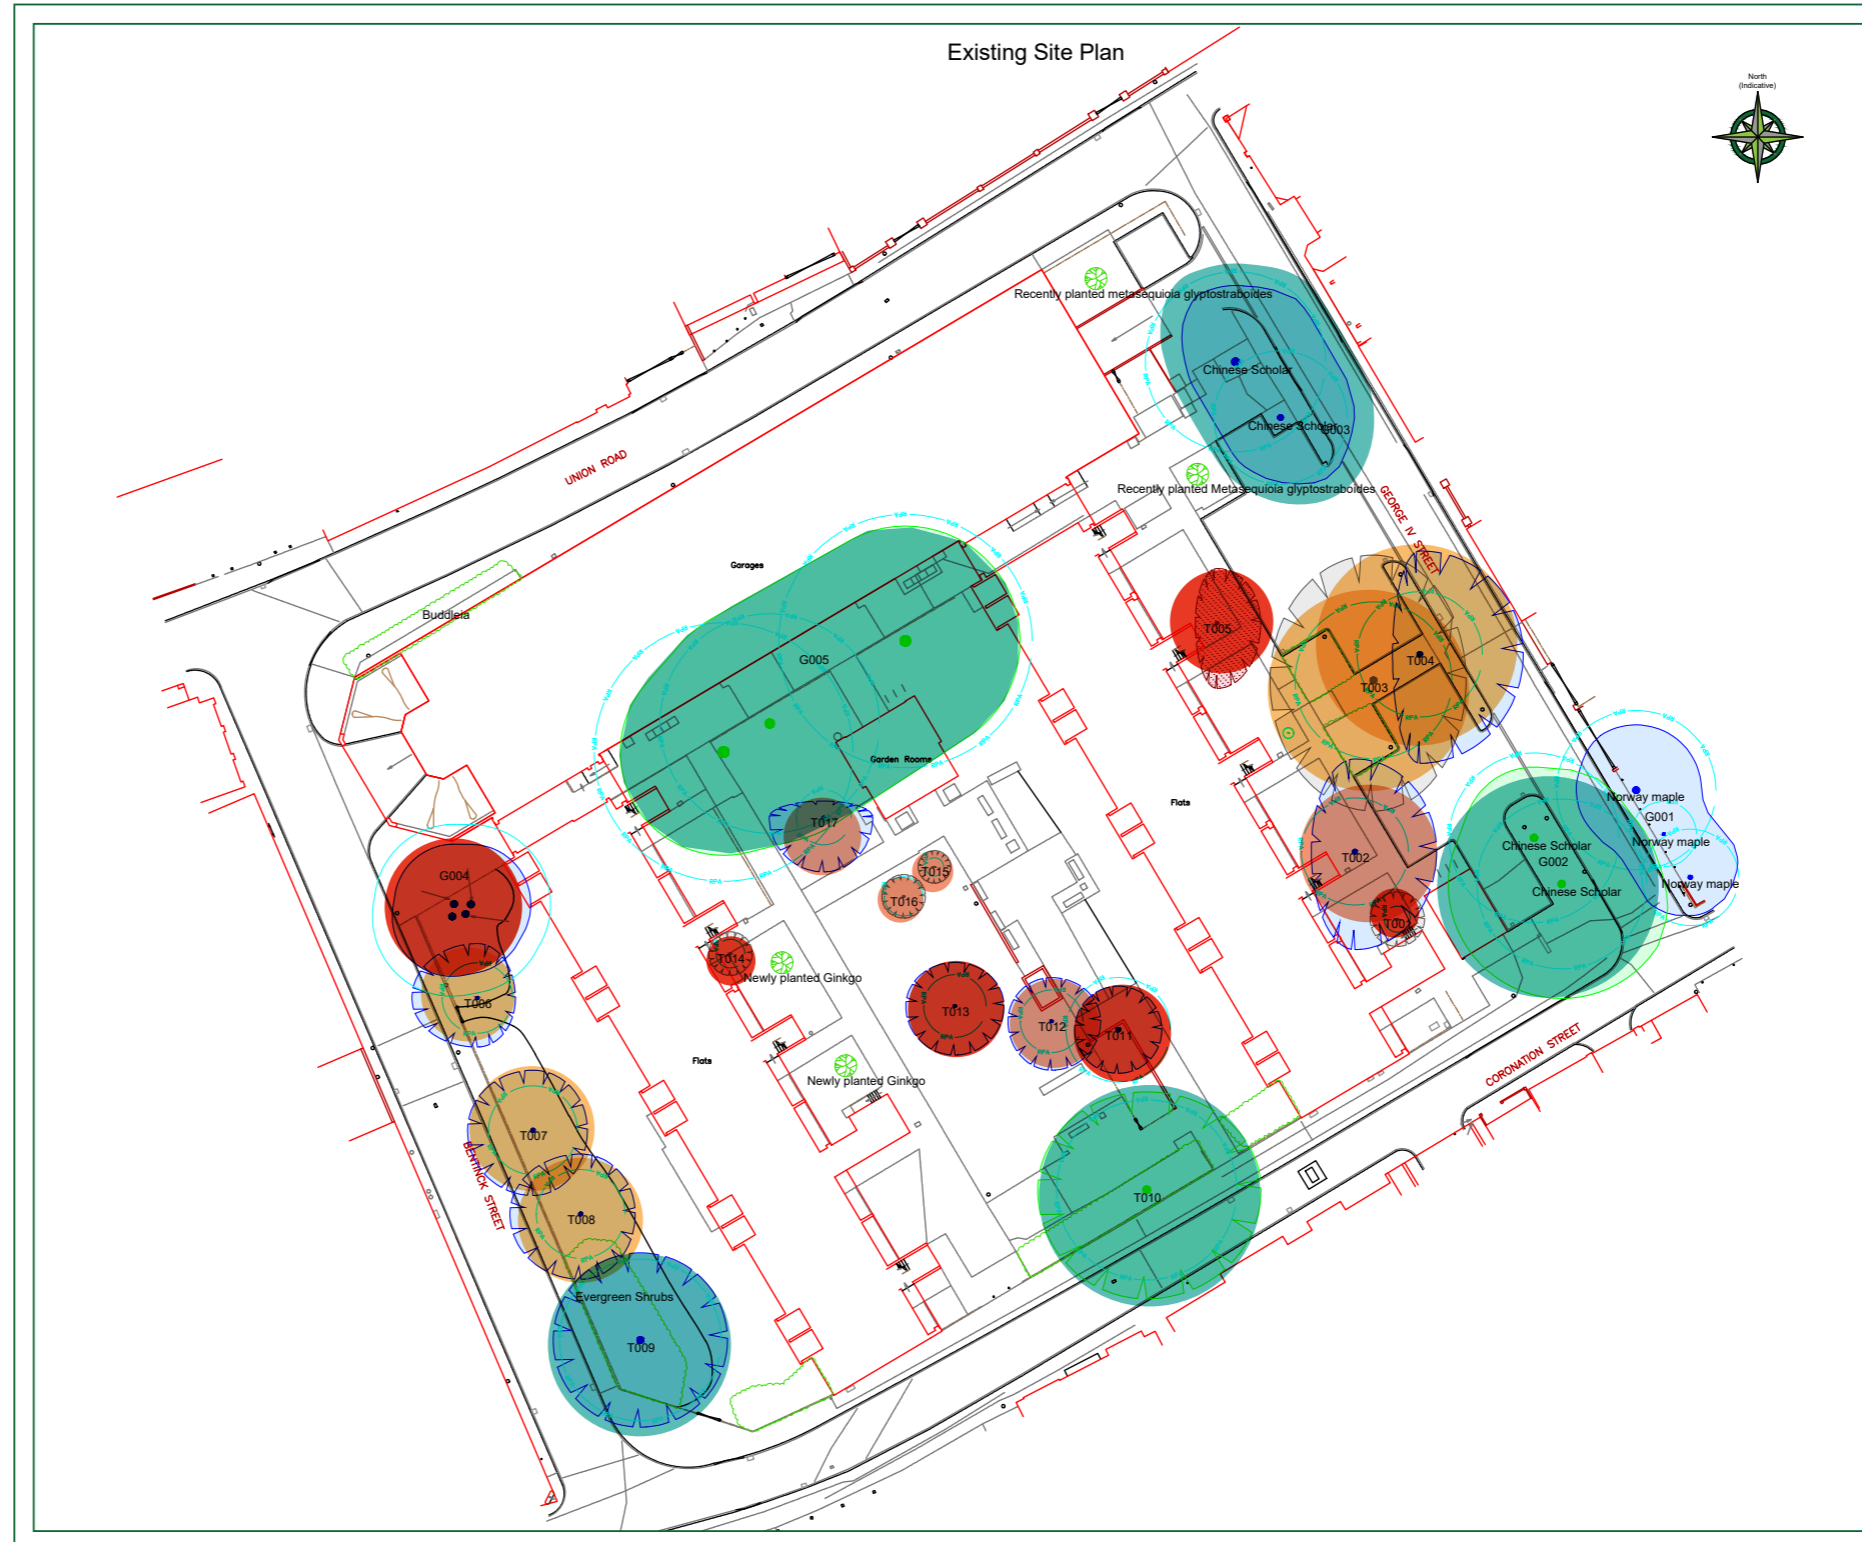 Existing Site Plan
North
(Indicative)
Recently planted metasequioia glyptostraboides
Chinese Scholar
Chinese Scholar
G003
UNION ROAD
Recently planted Metasequioia glyptostraboides
GEORGE IV STREET
Garages
Buddleia
T005
G005
T004
T003
Garden Rooms
Flats
Norway maple
G001
T017
Norway maple
Chinese Scholar
T002
G002
T015
G004
Norway maple
Chinese Scholar
T016
T001
T014
Newly planted Ginkgo
T006
T013
T012
T011
Flats
CORONATION STREET
Newly planted Ginkgo
T007
BENTINCK STREET
T010
T008
Evergreen Shrubs
T009